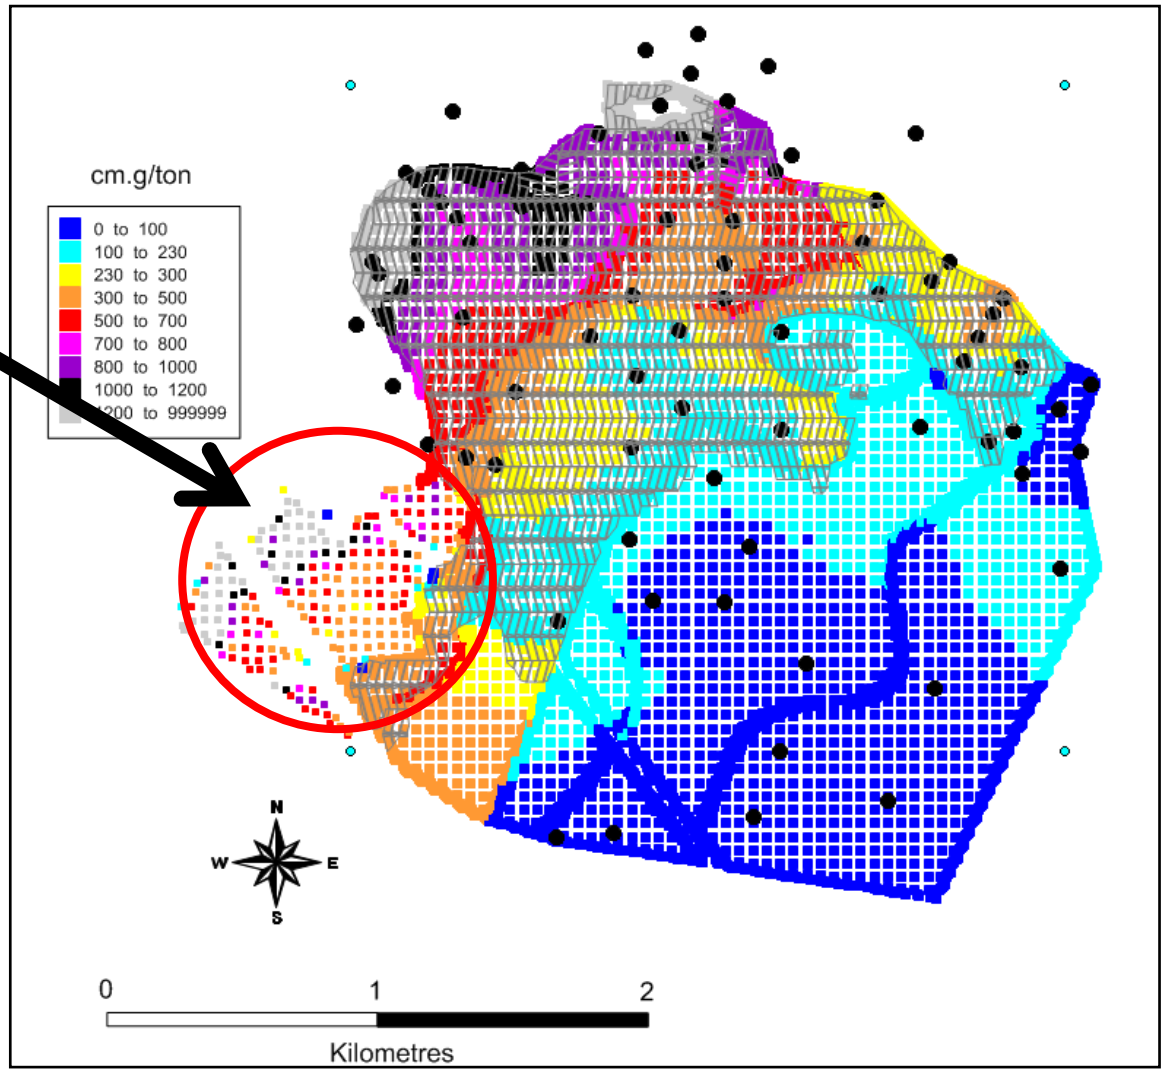 cm.g/ton
0 to 100
100 to 230
230 to 300
300 to 500
500 to 700
700 to 800
800 to 1000
1000 to 1200
1200 to 999999
N
W E
S
0 1 2
Kilometres